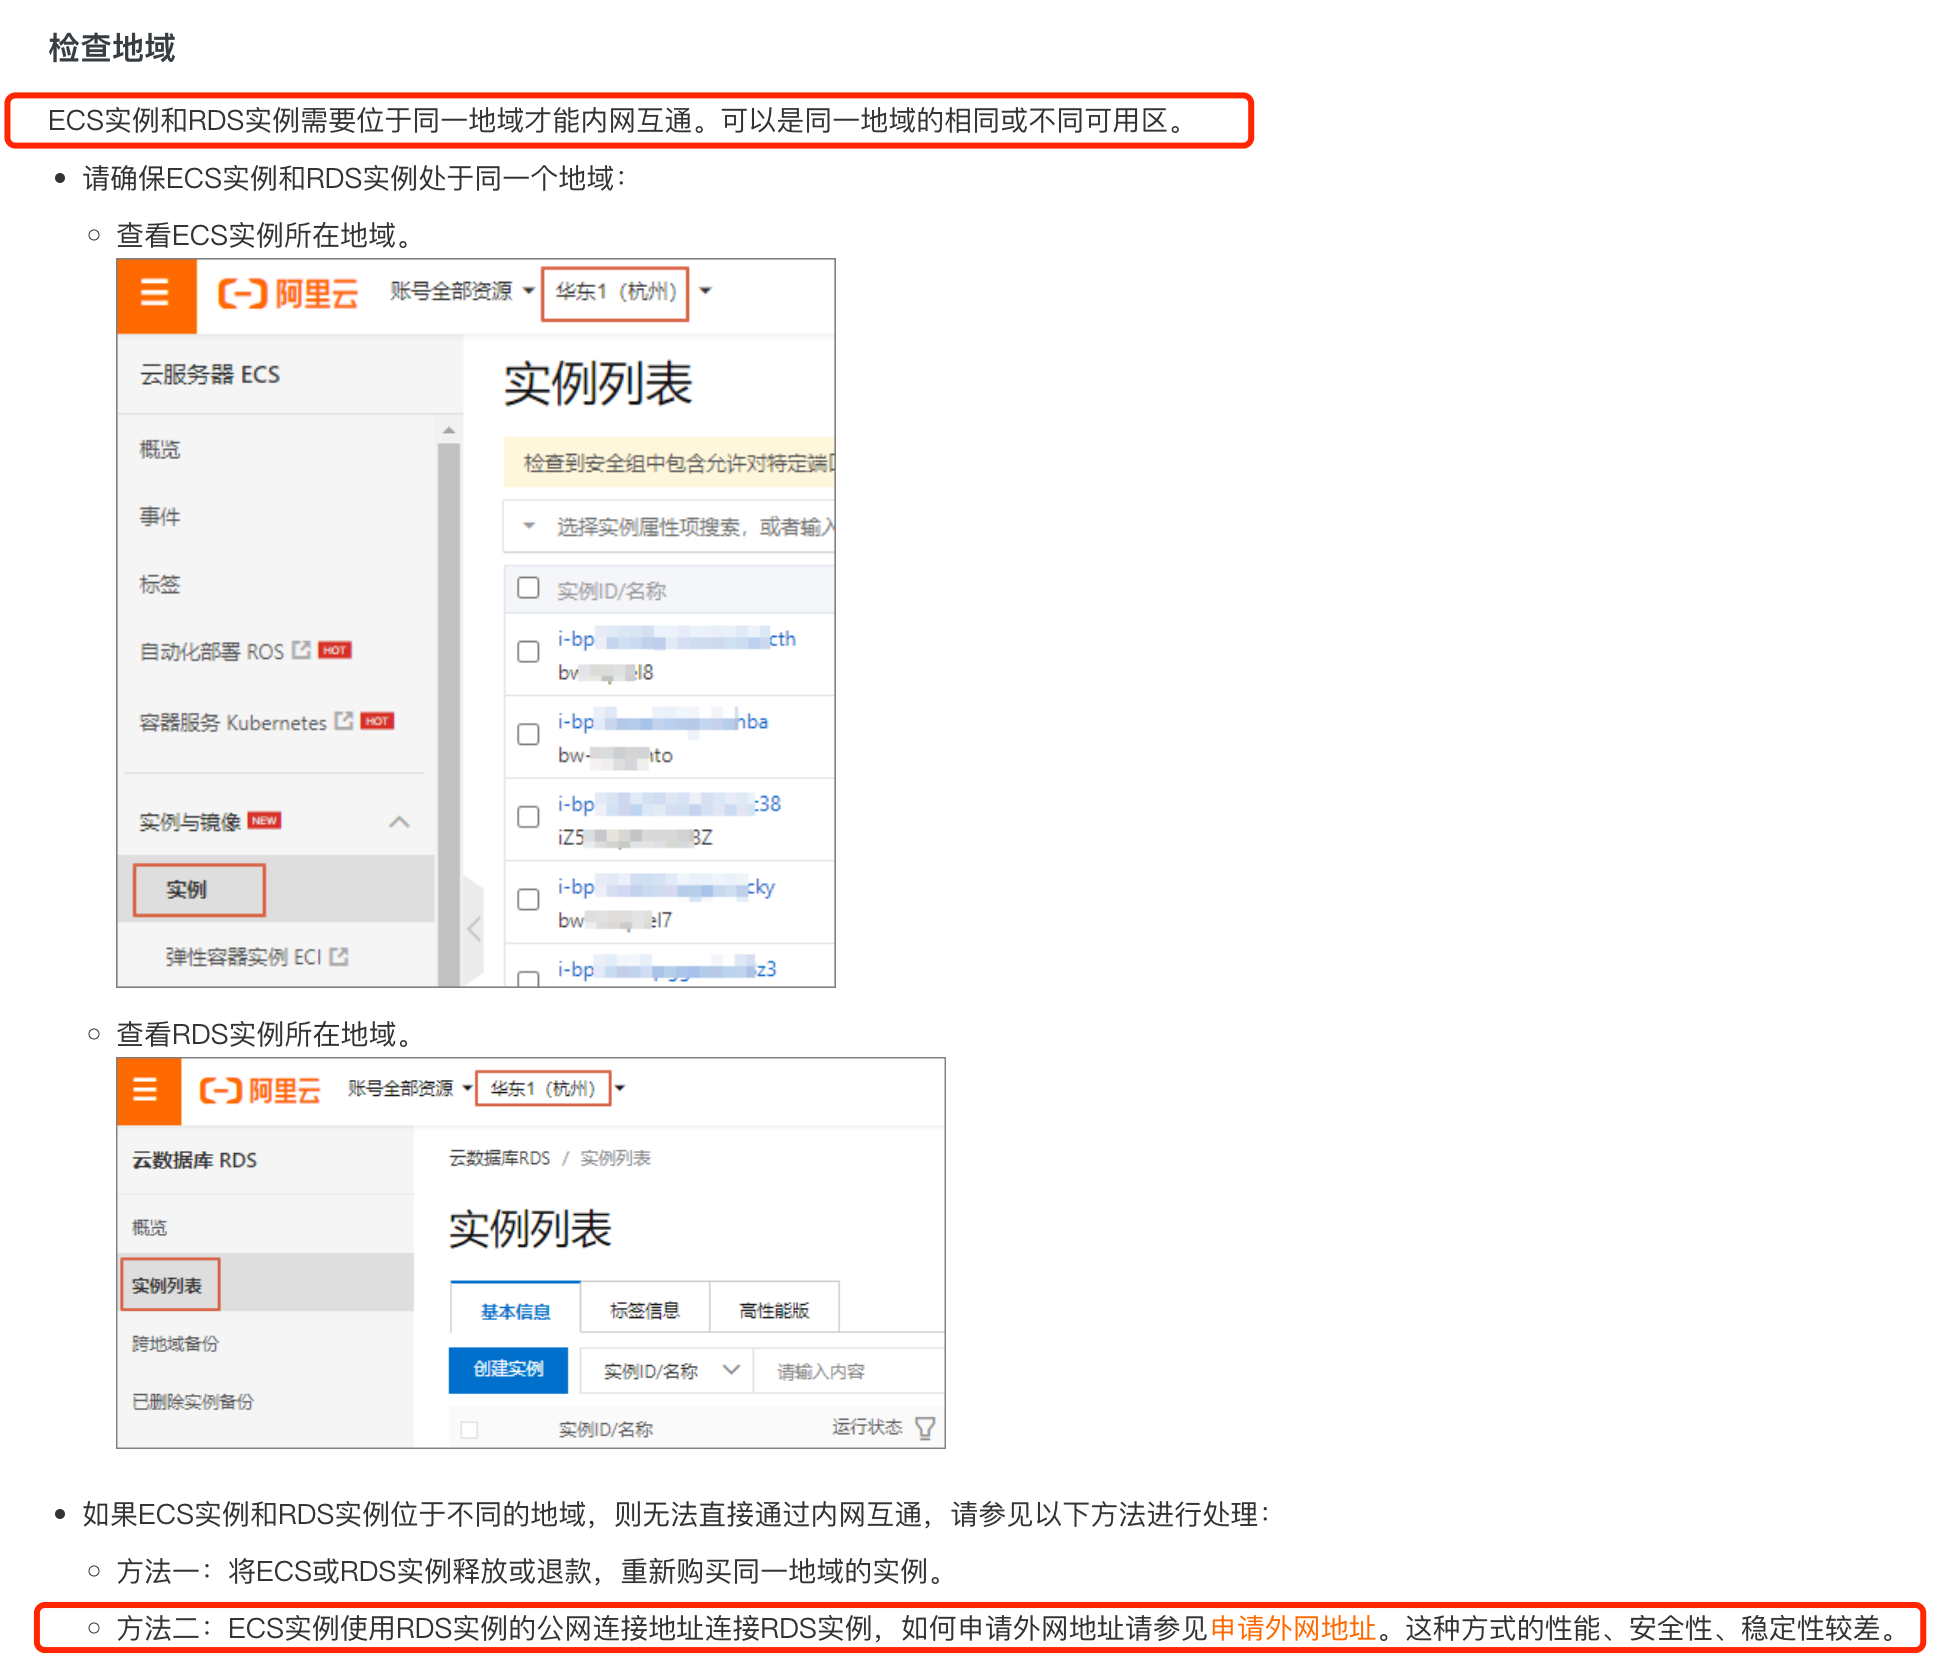 检查地域
ECS实例和RDS实例需要位于同一地域才能内网互通。可以是同一地域的相同或不同可用区。
请确保ECS实例和RDS实例处于同一个地域：
查看ECS实例所在地域。
阿里云 账号全部资源 华东1（杭州）
云服务器 ECS
概览
事件
标签
自动化部署 ROS HOT
容器服务 Kubernetes HOT
实例与镜像 NEW
实例
弹性容器实例 ECI
实例列表
检查到安全组中包含允许对特定端
选择实例属性项搜索，或者输入
实例ID/名称
i-bp cth
bw el8
i-bp nba
bw- nto
i-bp c38
iZ5 3Z
i-bp cky
bw el7
i-bp z3
查看RDS实例所在地域。
阿里云 账号全部资源 华东1（杭州）
云数据库 RDS
概览
实例列表
跨地域备份
已删除实例备份
云数据库RDS / 实例列表
实例列表
基本信息 标签信息 高性能版
创建实例 实例ID/名称 请输入内容
实例ID/名称 运行状态
如果ECS实例和RDS实例位于不同的地域，则无法直接通过内网互通，请参见以下方法进行处理：
方法一：将ECS或RDS实例释放或退款，重新购买同一地域的实例。
方法二：ECS实例使用RDS实例的公网连接地址连接RDS实例，如何申请外网地址请参见申请外网地址。这种方式的性能、安全性、稳定性较差。